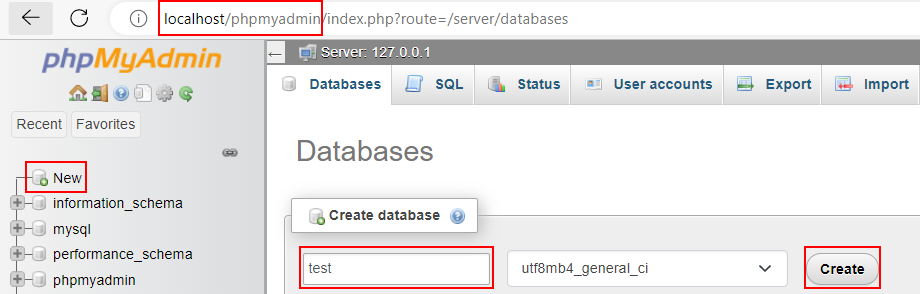 localhost/phpmyadmin/index.php?route=/server/databases
phpMyAdmin
Recent Favorites
New
information_schema
mysql
performance_schema
phpmyadmin
Server: 127.0.0.1
Databases SQL Status User accounts Export Import
Databases
Create database
test utf8mb4_general_ci Create